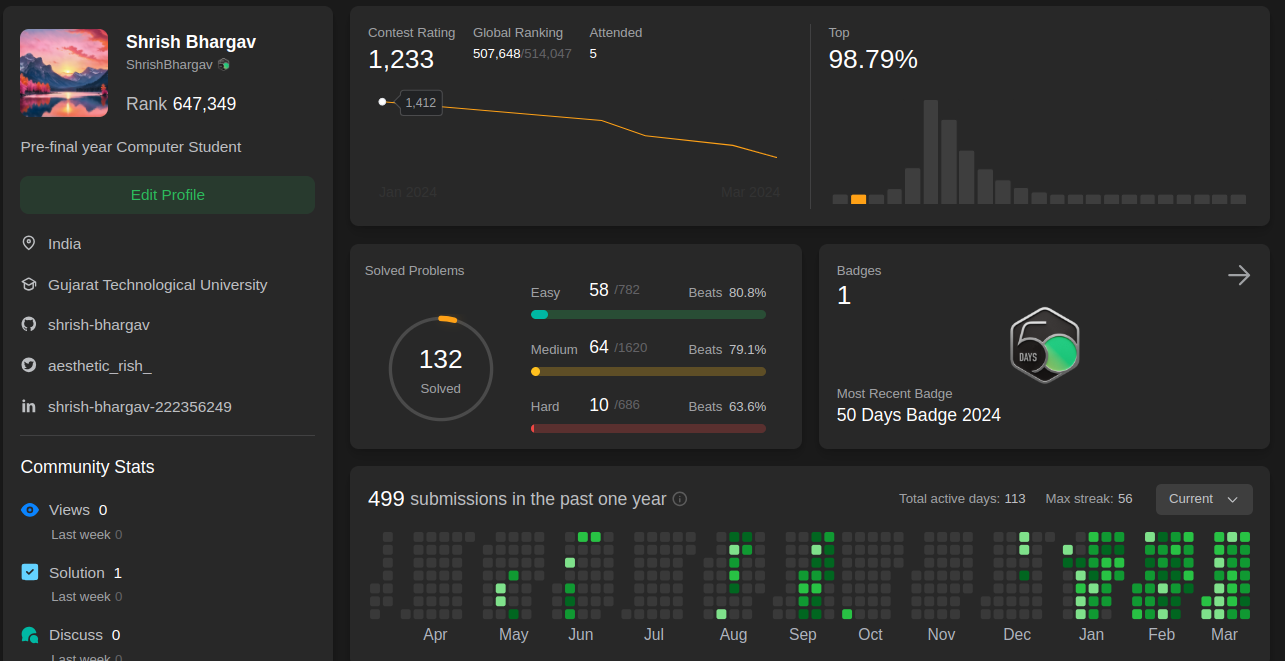 Shrish Bhargav
ShrishBhargav
Rank 647,349
Pre-final year Computer Student
Edit Profile
India
Gujarat Technological University
shrish-bhargav
aesthetic_rish_
shrish-bhargav-222356249
Community Stats
Views 0
Last week 0
Solution 1
Last week 0
Discuss 0
Last week 0
Contest Rating Global Ranking Attended
1,233 507,648/514,047 5
1,412
Jan 2024 Mar 2024
Top
98.79%
Solved Problems
132
Solved
Easy 58 /782 Beats 80.8%
Medium 64 /1620 Beats 79.1%
Hard 10 /686 Beats 63.6%
Badges
1
50
DAYS
Most Recent Badge
50 Days Badge 2024
499 submissions in the past one year Total active days: 113 Max streak: 56 Current
Apr May Jun Jul Aug Sep Oct Nov Dec Jan Feb Mar